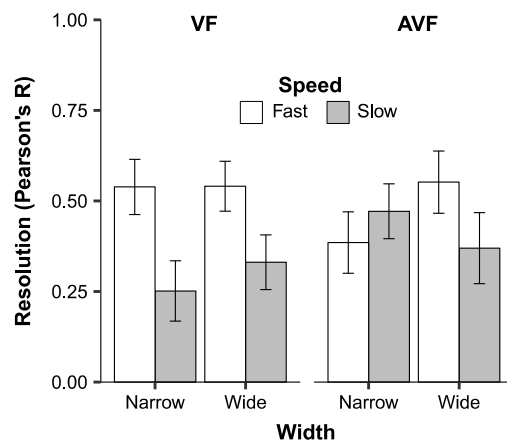 VF AVF
Speed
Fast Slow
Resolution (Pearson's R)
1.00
0.75
0.50
0.25
0.00
Narrow Wide Narrow Wide
Width